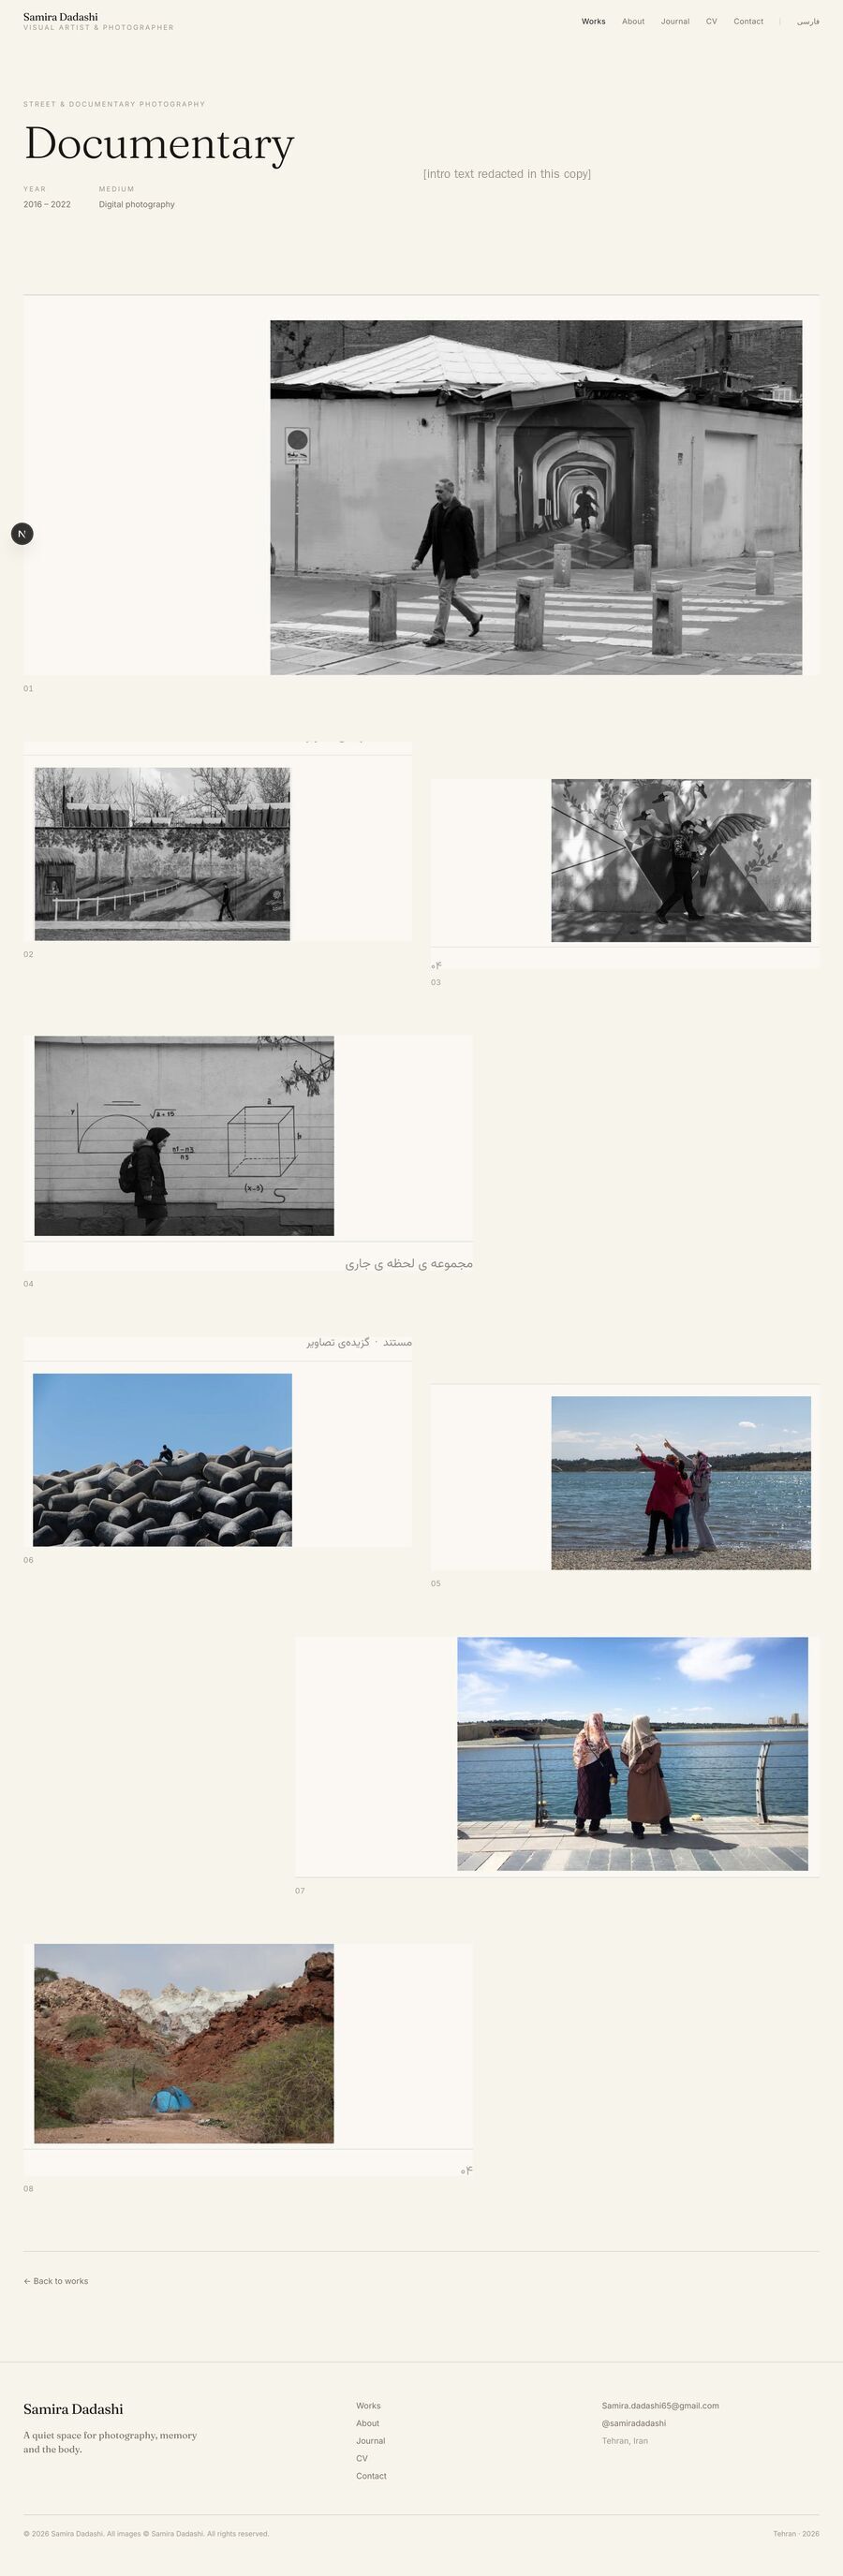 Samira Dadashi
VISUAL ARTIST & PHOTOGRAPHER
Works About Journal CV Contact | فارسی
STREET & DOCUMENTARY PHOTOGRAPHY
Documentary
[intro text redacted in this copy]
YEAR MEDIUM
2016 – 2022 Digital photography
N
01
02
۰۴
03
y
√2+15
a
b
(x-5)
مجموعه ی لحظه ی جاری
04
مستند · گزیده‌ی تصاویر
06
05
07
۰۴
08
← Back to works
Samira Dadashi
A quiet space for photography, memory
and the body.
Works
About
Journal
CV
Contact
Samira.dadashi65@gmail.com
@samiradadashi
Tehran, Iran
© 2026 Samira Dadashi. All images © Samira Dadashi. All rights reserved.
Tehran · 2026